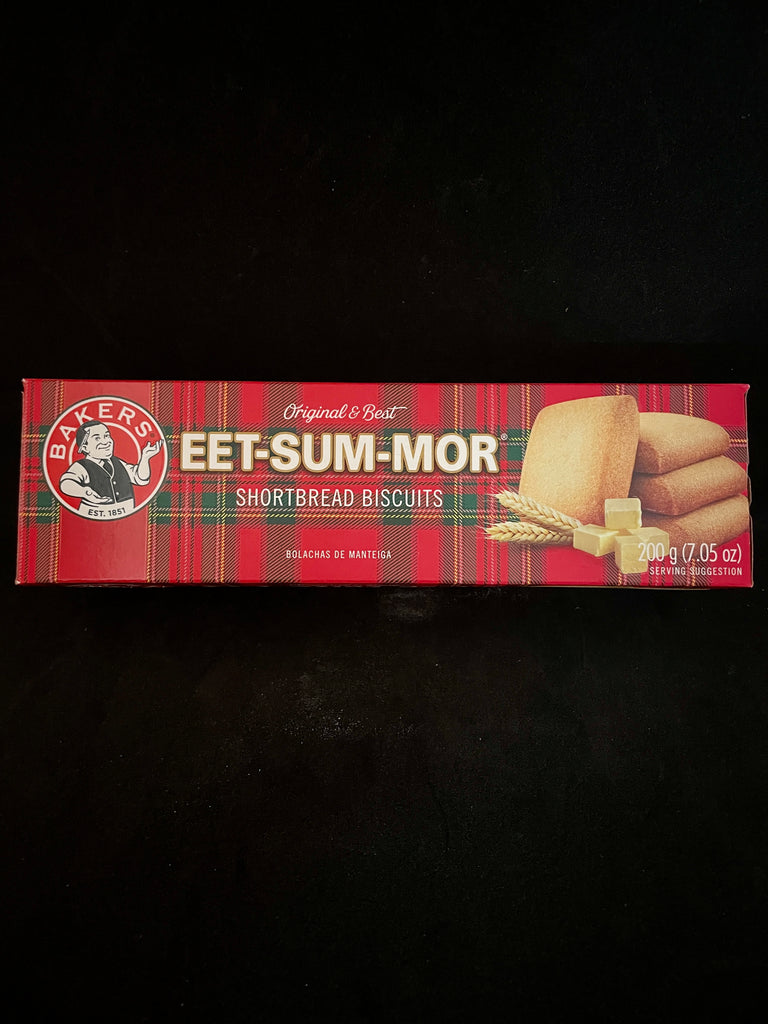 BAKERS
EST. 1851
Original & Best
EET-SUM-MOR®
SHORTBREAD BISCUITS
BOLACHAS DE MANTEIGA
200 g (7.05 oz)
SERVING SUGGESTION